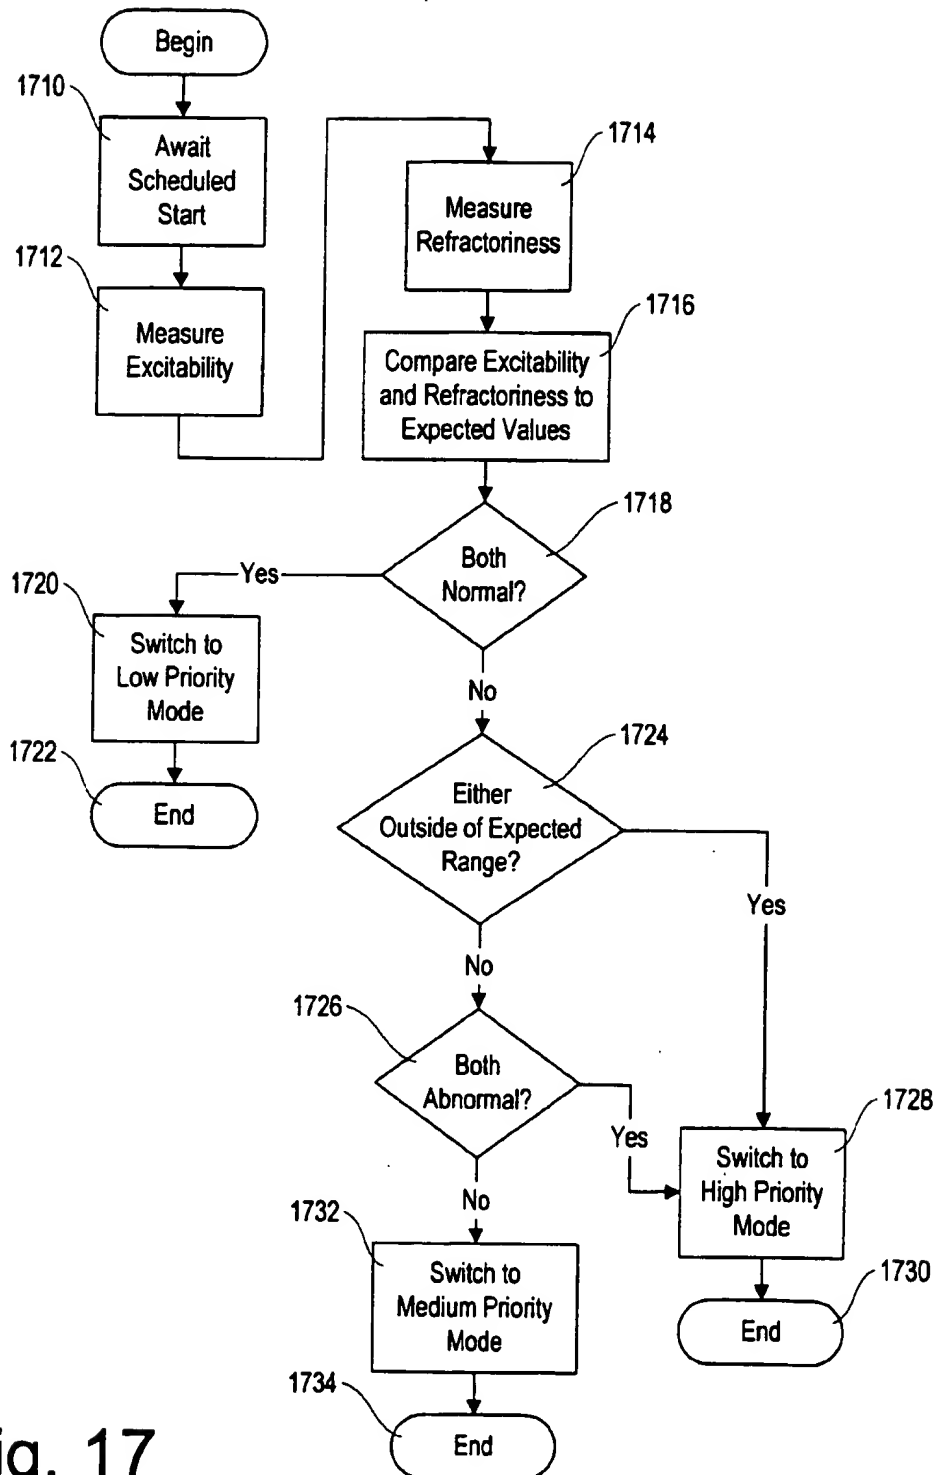 Begin
1710
Await
Scheduled
Start
1712
Measure
Excitability
1714
Measure
Refractoriness
1716
Compare Excitability
and Refractoriness to
Expected Values
1718
Both
Normal?
Yes
1720
Switch to
Low Priority
Mode
1722
End
No
1724
Either
Outside of Expected
Range?
Yes
No
1726
Both
Abnormal?
Yes
1728
Switch to
High Priority
Mode
1730
End
No
1732
Switch to
Medium Priority
Mode
1734
End
ig. 17